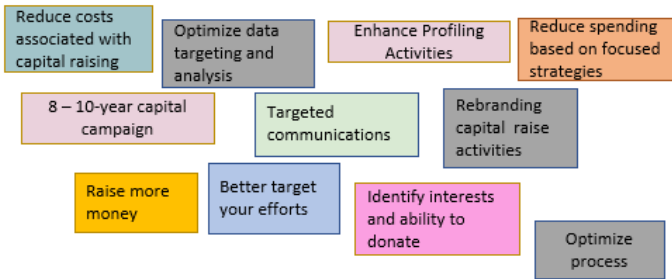 Reduce costs
associated with
capital raising
Optimize data
targeting and
analysis
Enhance Profiling
Activities
Reduce spending
based on focused
strategies
8 – 10-year capital
campaign
Targeted
communications
Rebranding
capital raise
activities
Raise more
money
Better target
your efforts
Identify interests
and ability to
donate
Optimize
process